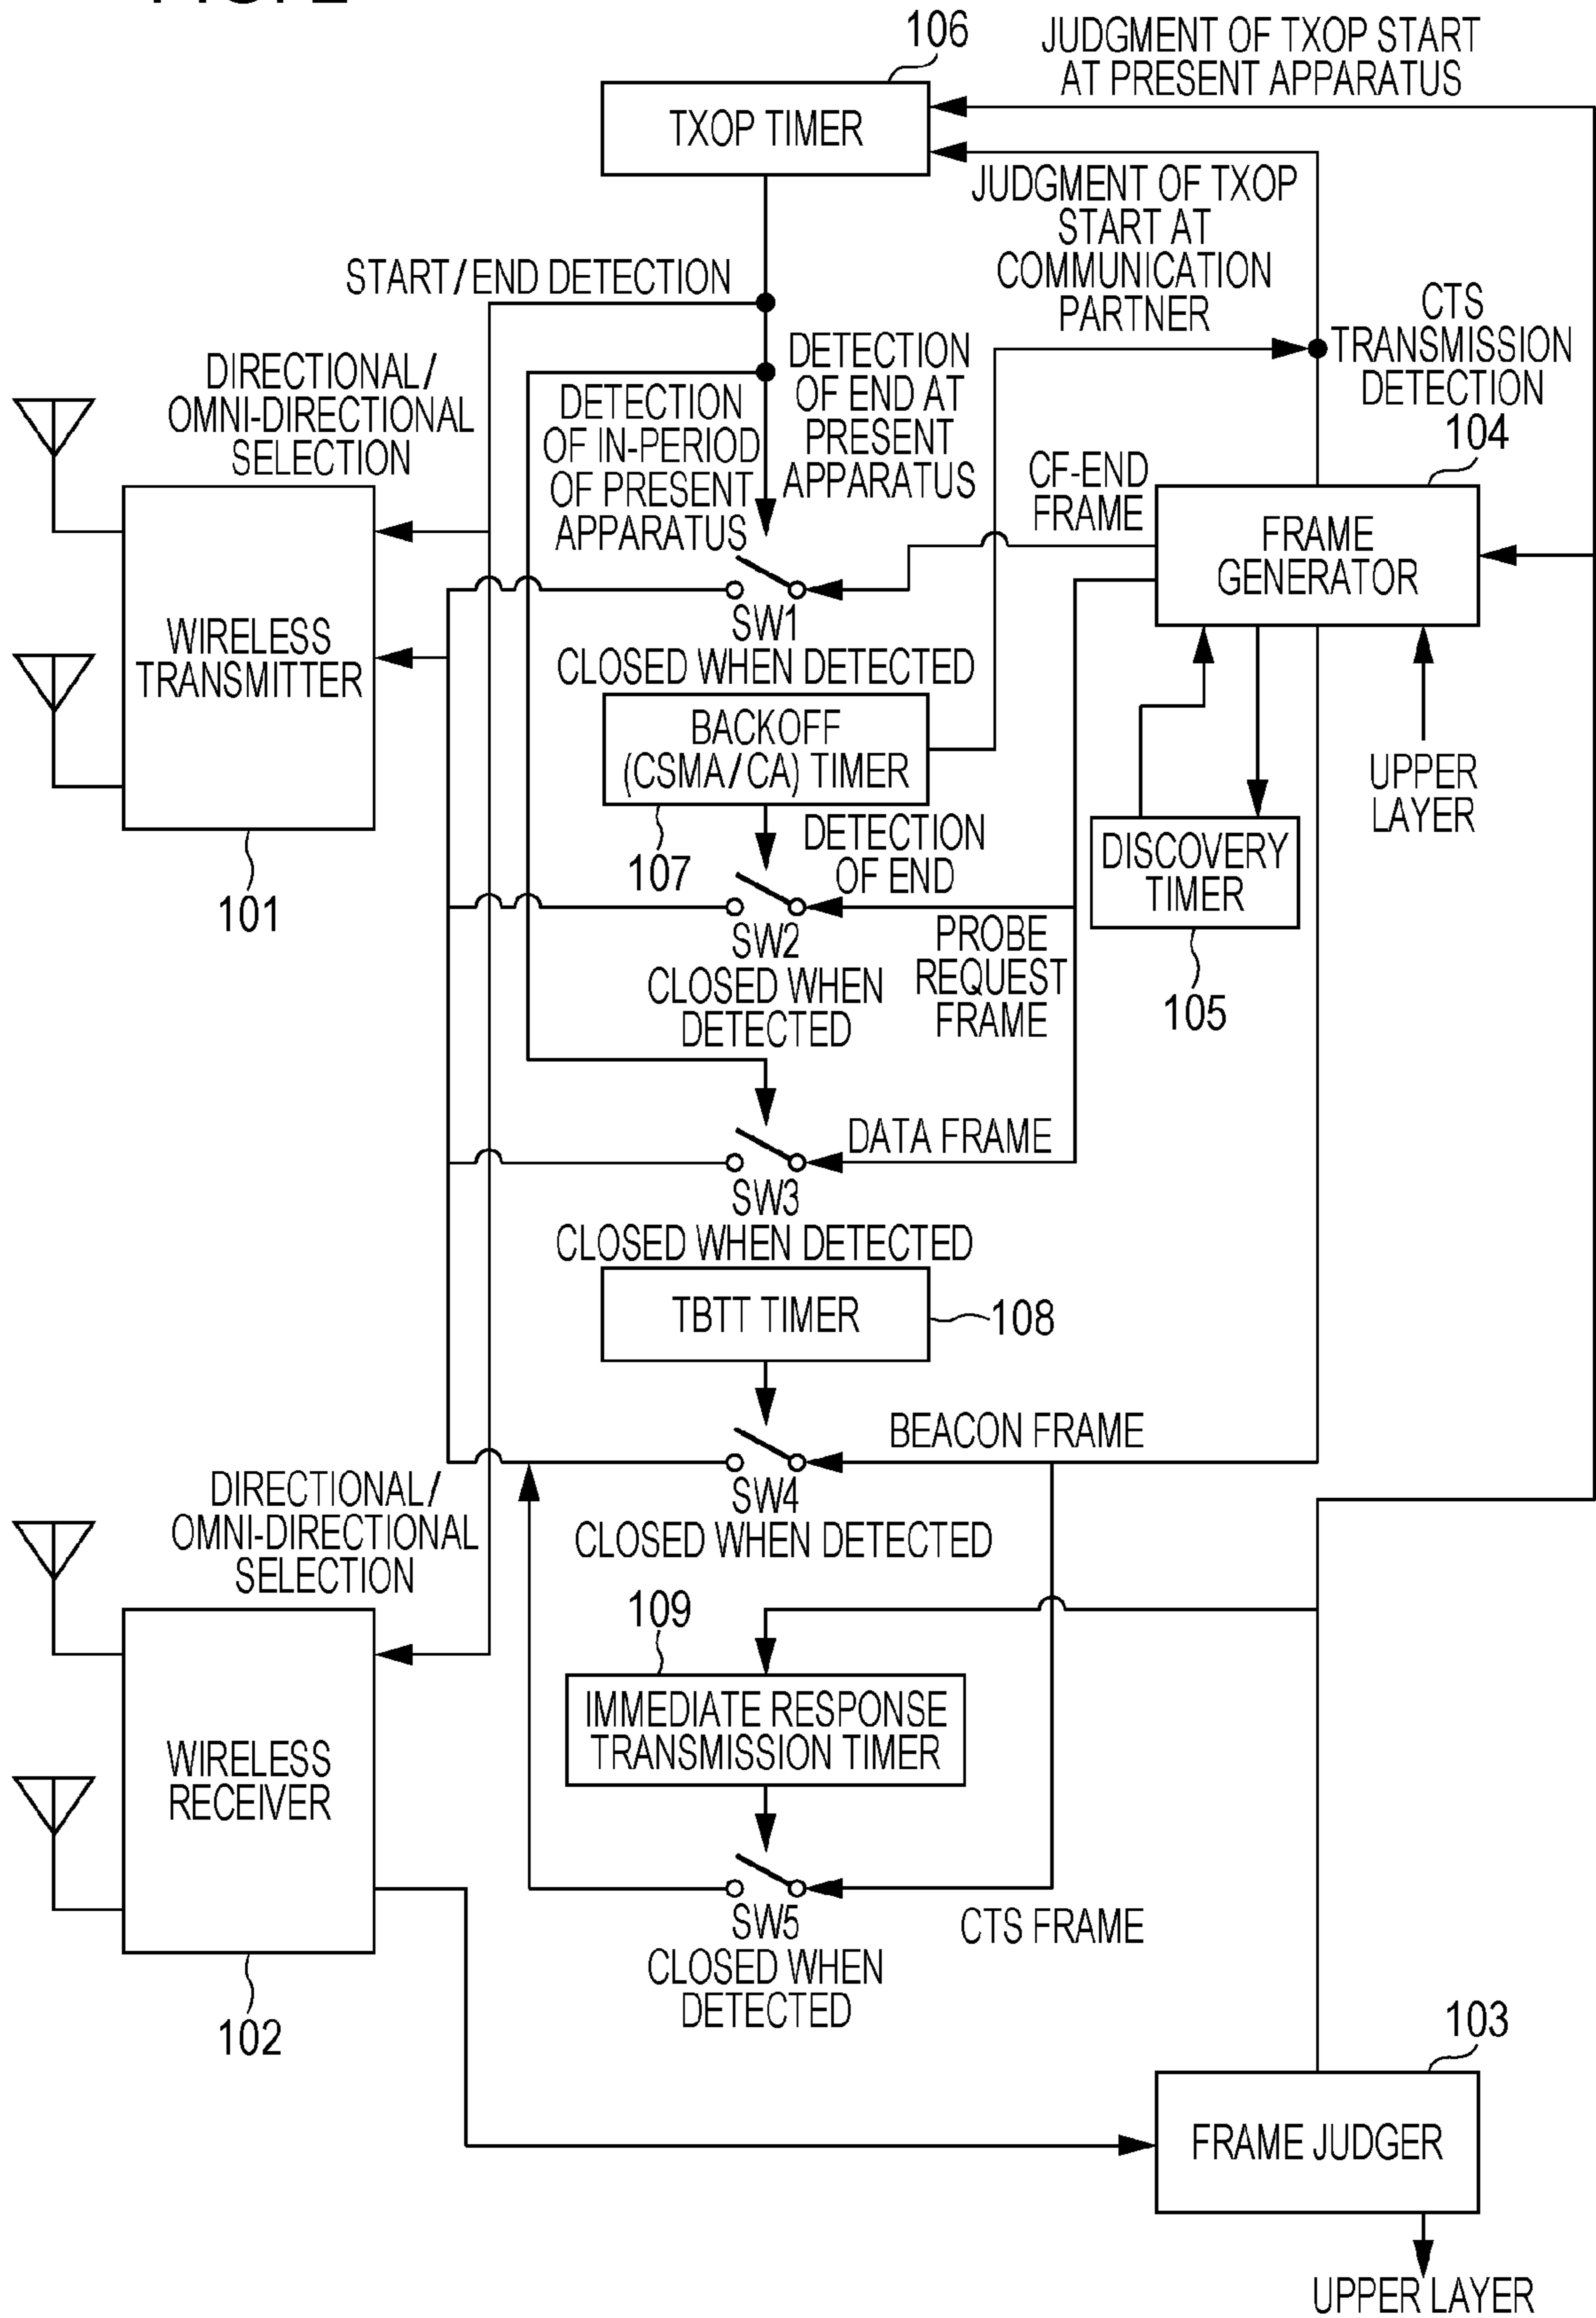 106
JUDGMENT OF TXOP START
AT PRESENT APPARATUS
TXOP TIMER
JUDGMENT OF TXOP
START AT
COMMUNICATION
PARTNER
START/END DETECTION
CTS
TRANSMISSION
DETECTION
104
DIRECTIONAL/
OMNI-DIRECTIONAL
SELECTION
DETECTION
OF IN-PERIOD
OF PRESENT
APPARATUS
DETECTION
OF END AT
PRESENT
APPARATUS
CF-END
FRAME
FRAME
GENERATOR
WIRELESS
TRANSMITTER
101
SW1
CLOSED WHEN DETECTED
BACKOFF
(CSMA/CA) TIMER
107
DETECTION
OF END
UPPER
LAYER
DISCOVERY
TIMER
105
SW2
CLOSED WHEN
DETECTED
PROBE
REQUEST
FRAME
DATA FRAME
SW3
CLOSED WHEN DETECTED
TBTT TIMER
108
BEACON FRAME
SW4
CLOSED WHEN DETECTED
DIRECTIONAL/
OMNI-DIRECTIONAL
SELECTION
109
IMMEDIATE RESPONSE
TRANSMISSION TIMER
WIRELESS
RECEIVER
102
SW5
CLOSED WHEN
DETECTED
CTS FRAME
103
FRAME JUDGER
UPPER LAYER